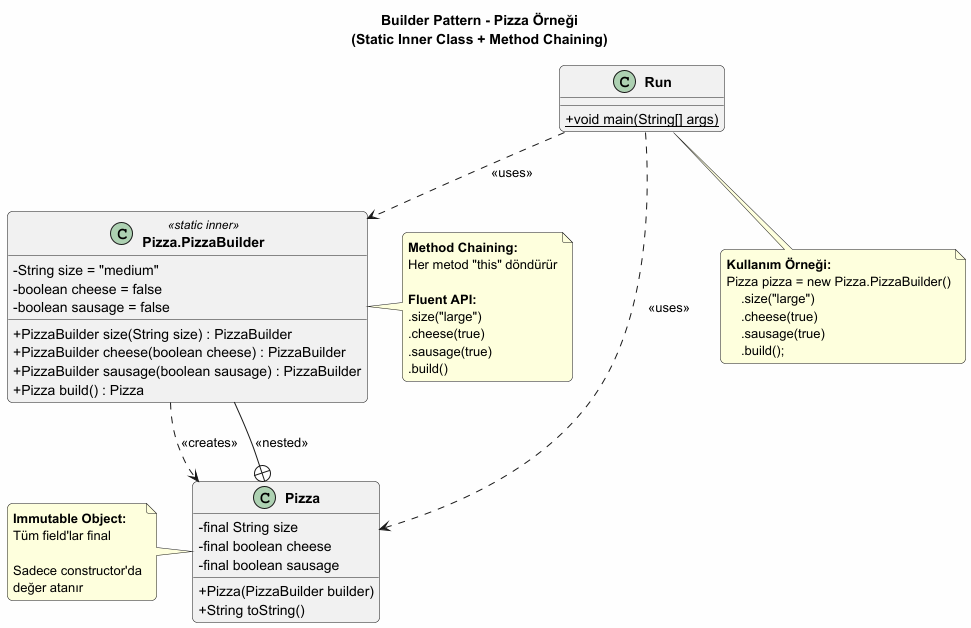 Builder Pattern - Pizza Örneği
(Static Inner Class + Method Chaining)
C Run
+void main(String[] args)
«uses»
«static inner»
C Pizza.PizzaBuilder
-String size = "medium"
-boolean cheese = false
-boolean sausage = false
+PizzaBuilder size(String size) : PizzaBuilder
+PizzaBuilder cheese(boolean cheese) : PizzaBuilder
+PizzaBuilder sausage(boolean sausage) : PizzaBuilder
+Pizza build() : Pizza
Method Chaining:
Her metod "this" döndürür
Fluent API:
.size("large")
.cheese(true)
.sausage(true)
.build()
«uses»
Kullanım Örneği:
Pizza pizza = new Pizza.PizzaBuilder()
.size("large")
.cheese(true)
.sausage(true)
.build();
«creates»
«nested»
Immutable Object:
Tüm field'lar final
Sadece constructor'da
değer atanır
C Pizza
-final String size
-final boolean cheese
-final boolean sausage
+Pizza(PizzaBuilder builder)
+String toString()